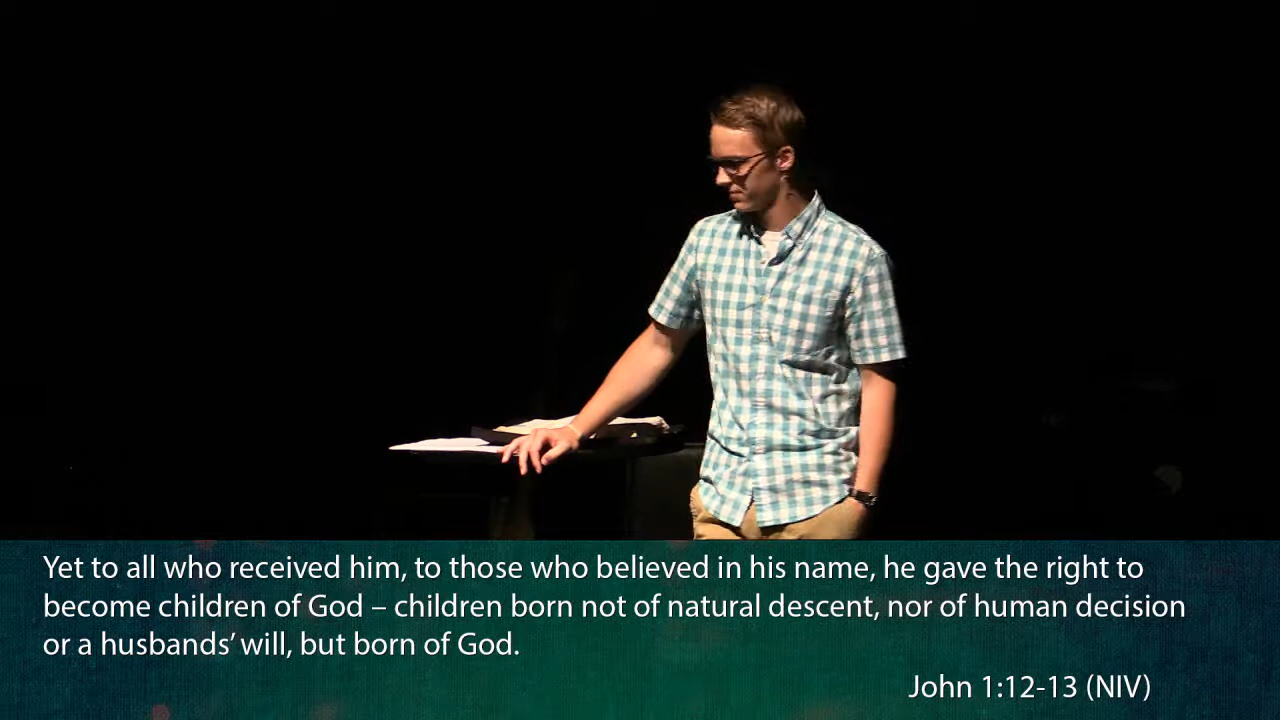 Yet to all who received him, to those who believed in his name, he gave the right to
become children of God – children born not of natural descent, nor of human decision
or a husbands’ will, but born of God.
John 1:12-13 (NIV)